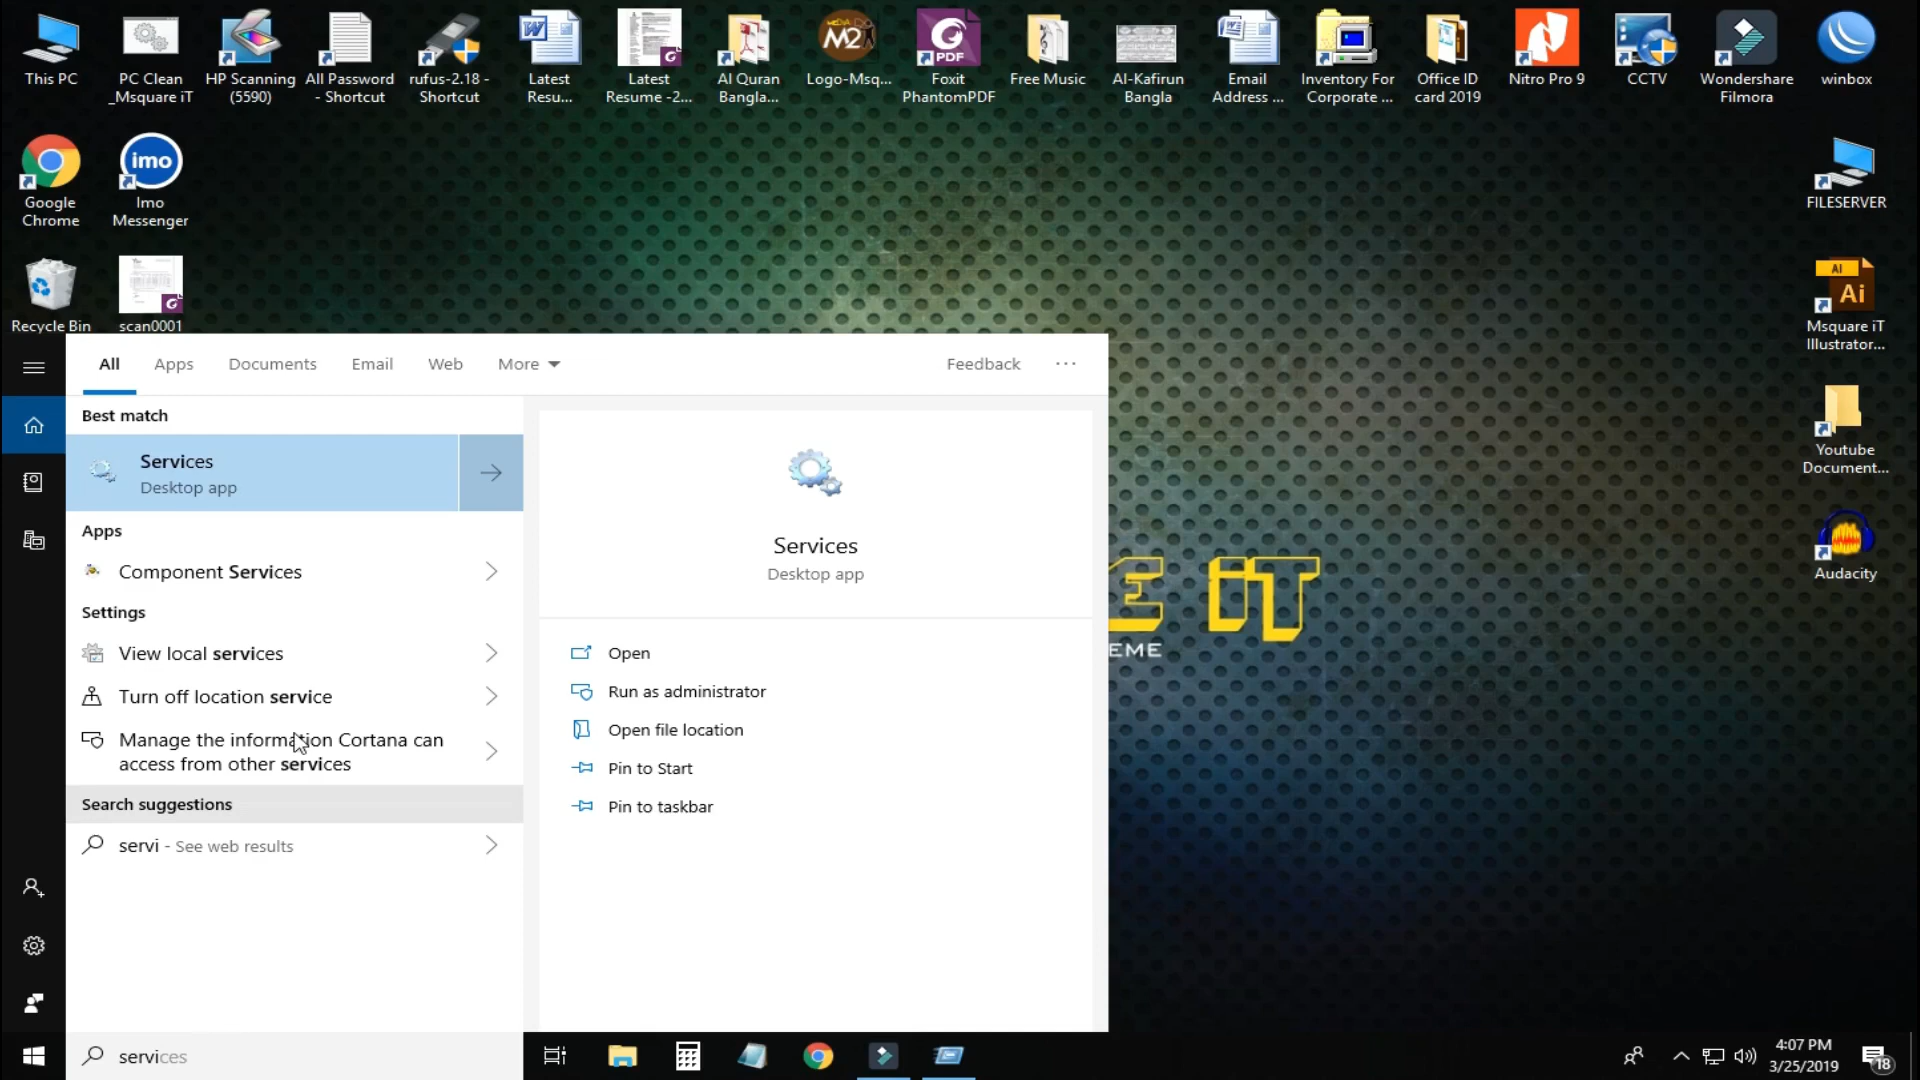 This PC
PC Clean
_Msquare iT
HP Scanning
(5590)
All Password
- Shortcut
rufus-2.18 -
Shortcut
Latest
Resu...
Latest
Resume -2...
Al Quran
Bangla...
Logo-Msq...
Foxit
PhantomPDF
Free Music
Al-Kafirun
Bangla
Email
Address ...
Inventory For
Corporate ...
Office ID
card 2019
Nitro Pro 9
CCTV
Wondershare
Filmora
winbox
Google
Chrome
imo
Imo
Messenger
FILESERVER
Recycle Bin
scan0001
Msquare iT
Illustrator...
Youtube
Document...
Audacity
All
Apps
Documents
Email
Web
More
Feedback
...
Best match
Services
Desktop app
Apps
Component Services
Settings
View local services
Turn off location service
Manage the information Cortana can
access from other services
Search suggestions
servi - See web results
Services
Desktop app
Open
Run as administrator
Open file location
Pin to Start
Pin to taskbar
E iT
EME
services
4:07 PM
3/25/2019
18
PDF
M2
Ai
Ai
W